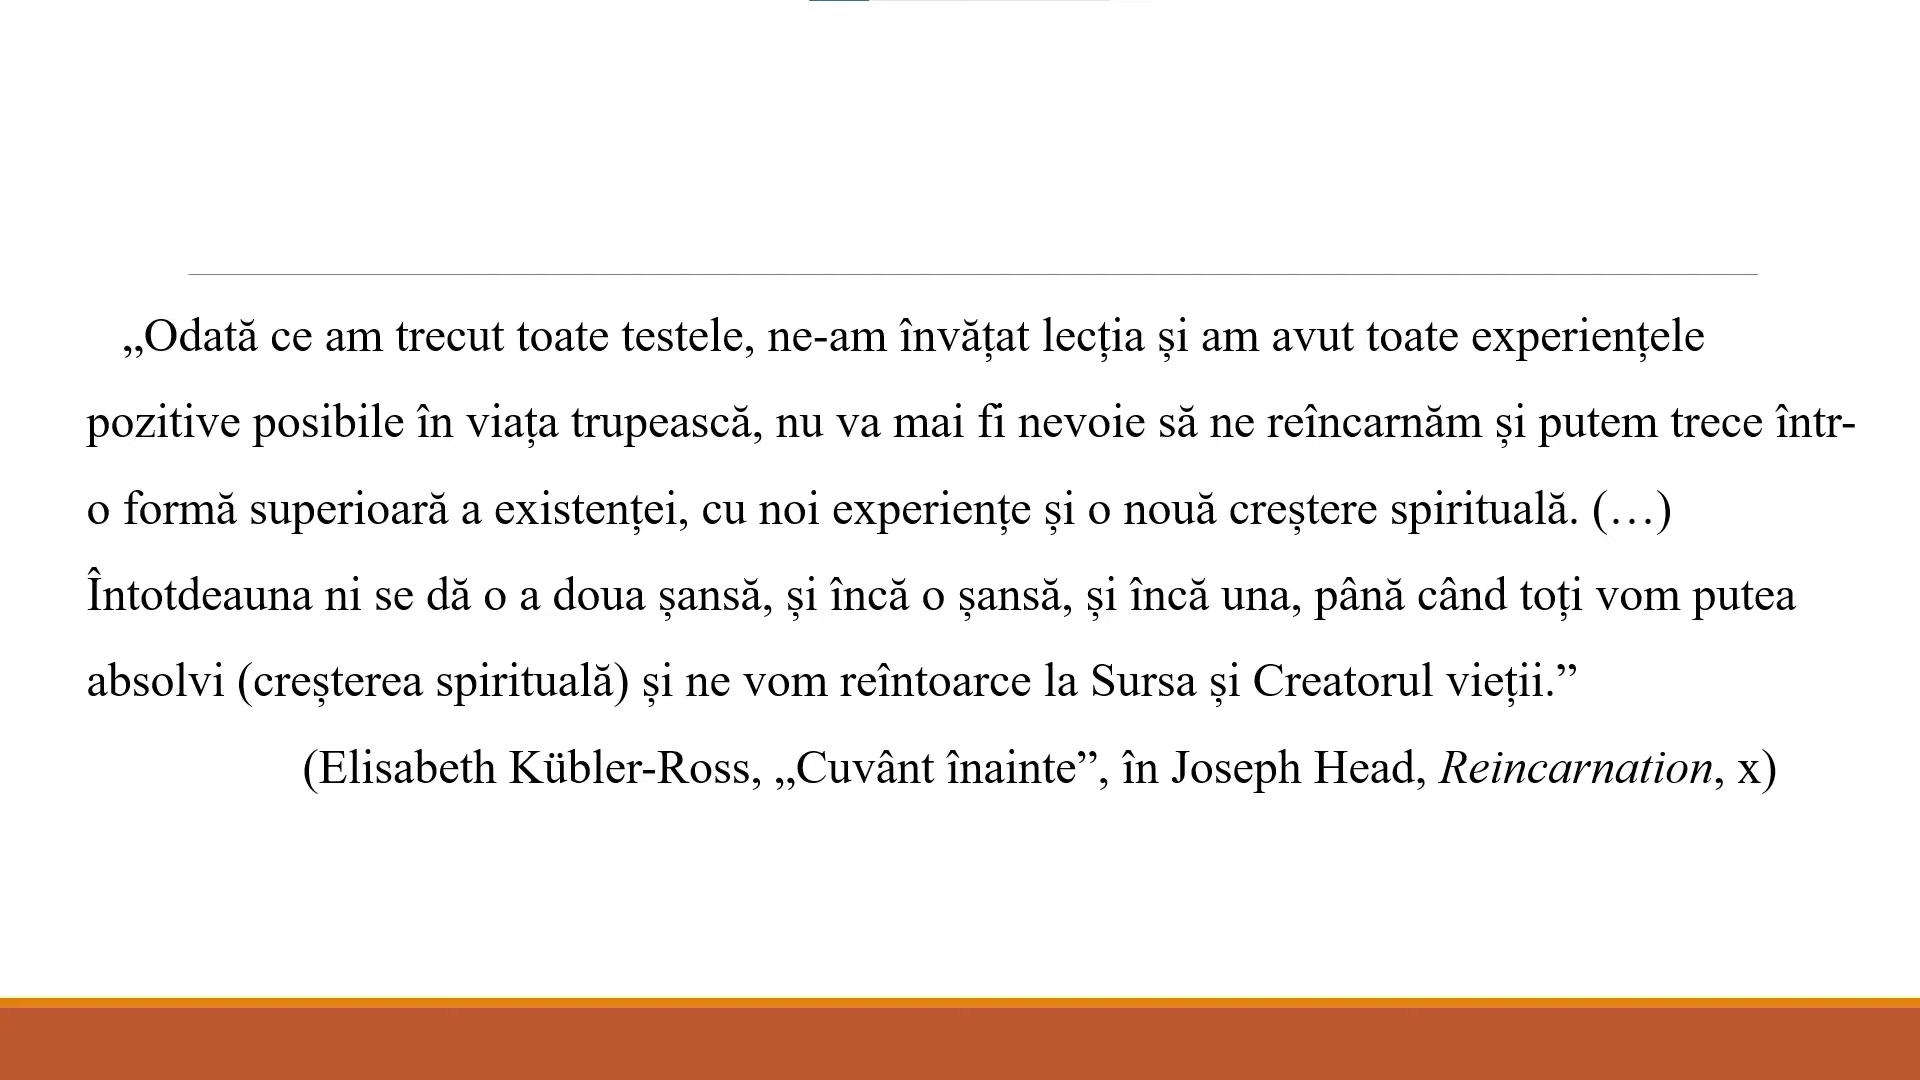 „Odată ce am trecut toate testele, ne-am învățat lecția și am avut toate experiențele
pozitive posibile în viața trupească, nu va mai fi nevoie să ne reîncarnăm și putem trece într-
o formă superioară a existenței, cu noi experiențe și o nouă creștere spirituală. (…)
Întotdeauna ni se dă o a doua șansă, și încă o șansă, și încă una, până când toți vom putea
absolvi (creșterea spirituală) și ne vom reîntoarce la Sursa și Creatorul vieții.”
(Elisabeth Kübler-Ross, „Cuvânt înainte”, în Joseph Head, Reincarnation, x)